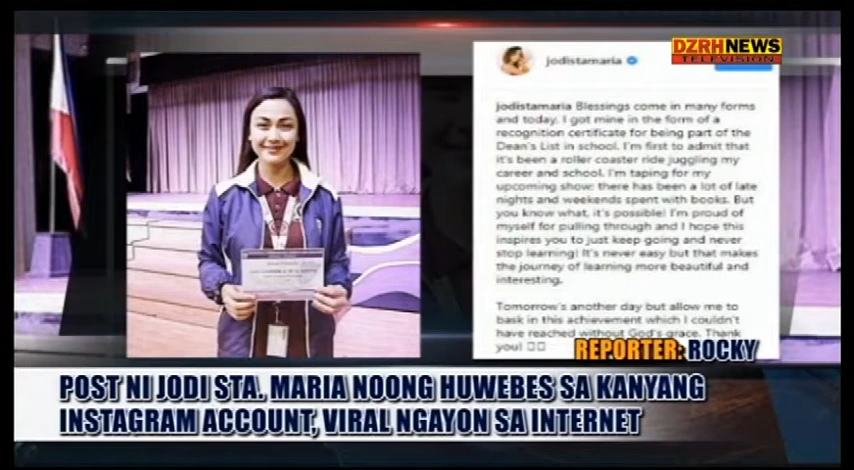 DZRH NEWS
TELEVISION
jodistamaria
jodistamaria Blessings come in many forms
and today, I got mine in the form of a
recognition certificate for being part of the
Dean's List in school. I'm first to admit that
it's been a roller coaster ride juggling my
career and school. I'm taping for my
upcoming show; there has been a lot of late
nights and weekends spent with books. But
you know what, it's possible! I'm proud of
myself for pulling through and I hope this
inspires you to just keep going and never
stop learning! It's never easy but that makes
the journey of learning more beautiful and
interesting.
Tomorrow's another day but allow me to
bask in this achievement which I couldn't
have reached without God's grace. Thank
you!
REPORTER: ROCKY
POST NI JODI STA. MARIA NOONG HUWEBES SA KANYANG
INSTAGRAM ACCOUNT, VIRAL NGAYON SA INTERNET